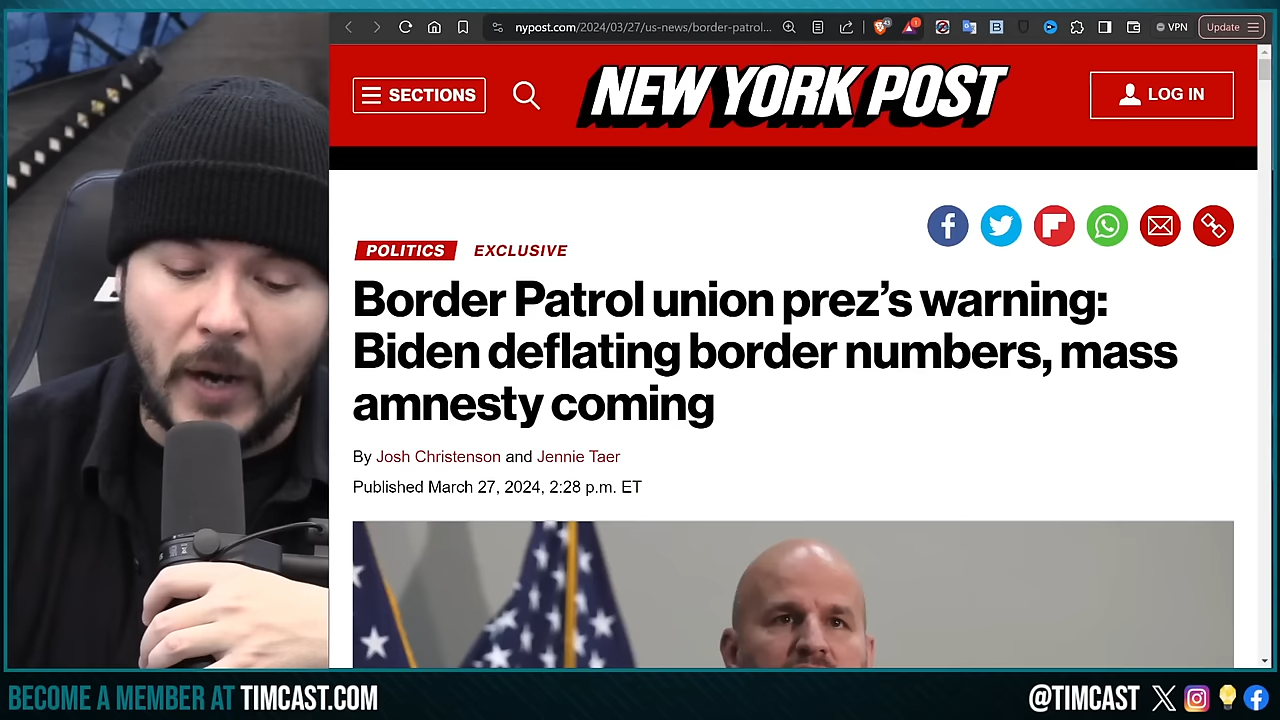 nypost.com/2024/03/27/us-news/border-patrol...
VPN
Update
SECTIONS
NEW YORK POST
LOG IN
POLITICS EXCLUSIVE
Border Patrol union prez’s warning:
Biden deflating border numbers, mass
amnesty coming
By Josh Christenson and Jennie Taer
Published March 27, 2024, 2:28 p.m. ET
BECOME A MEMBER AT TIMCAST.COM
@TIMCAST